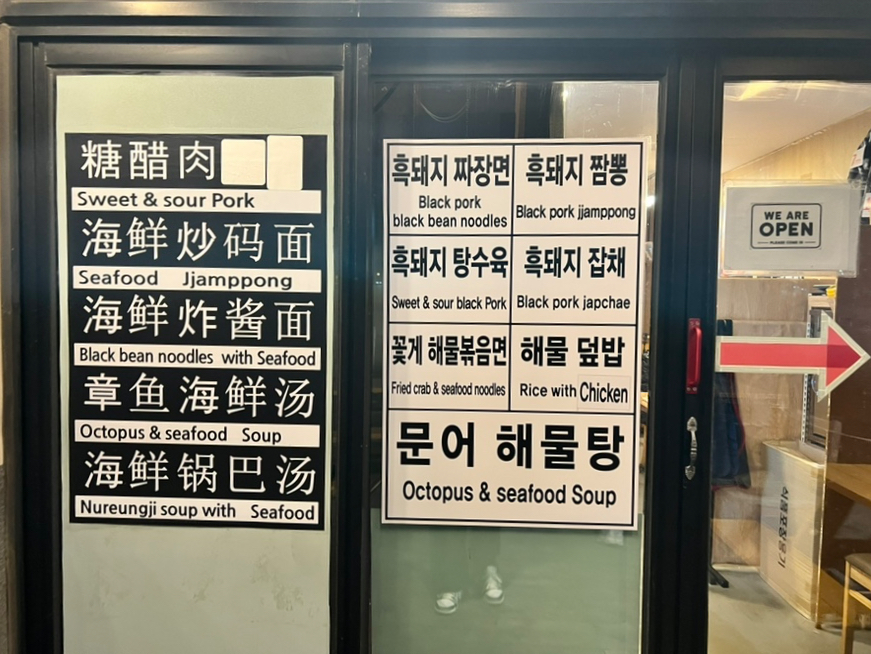 糖醋肉
Sweet & sour Pork
海鲜炒码面
Seafood Jjamppong
海鲜炸酱面
Black bean noodles with Seafood
章鱼海鲜汤
Octopus & seafood Soup
海鲜锅巴汤
Nureungji soup with Seafood
흑돼지 짜장면
Black pork
black bean noodles
흑돼지 짬뽕
Black pork jjamppong
흑돼지 탕수육
Sweet & sour black Pork
흑돼지 잡채
Black pork japchae
꽃게 해물볶음면
Fried crab & seafood noodles
해물 덮밥
Rice with Chicken
문어 해물탕
Octopus & seafood Soup
WE ARE
OPEN
PLEASE COME IN